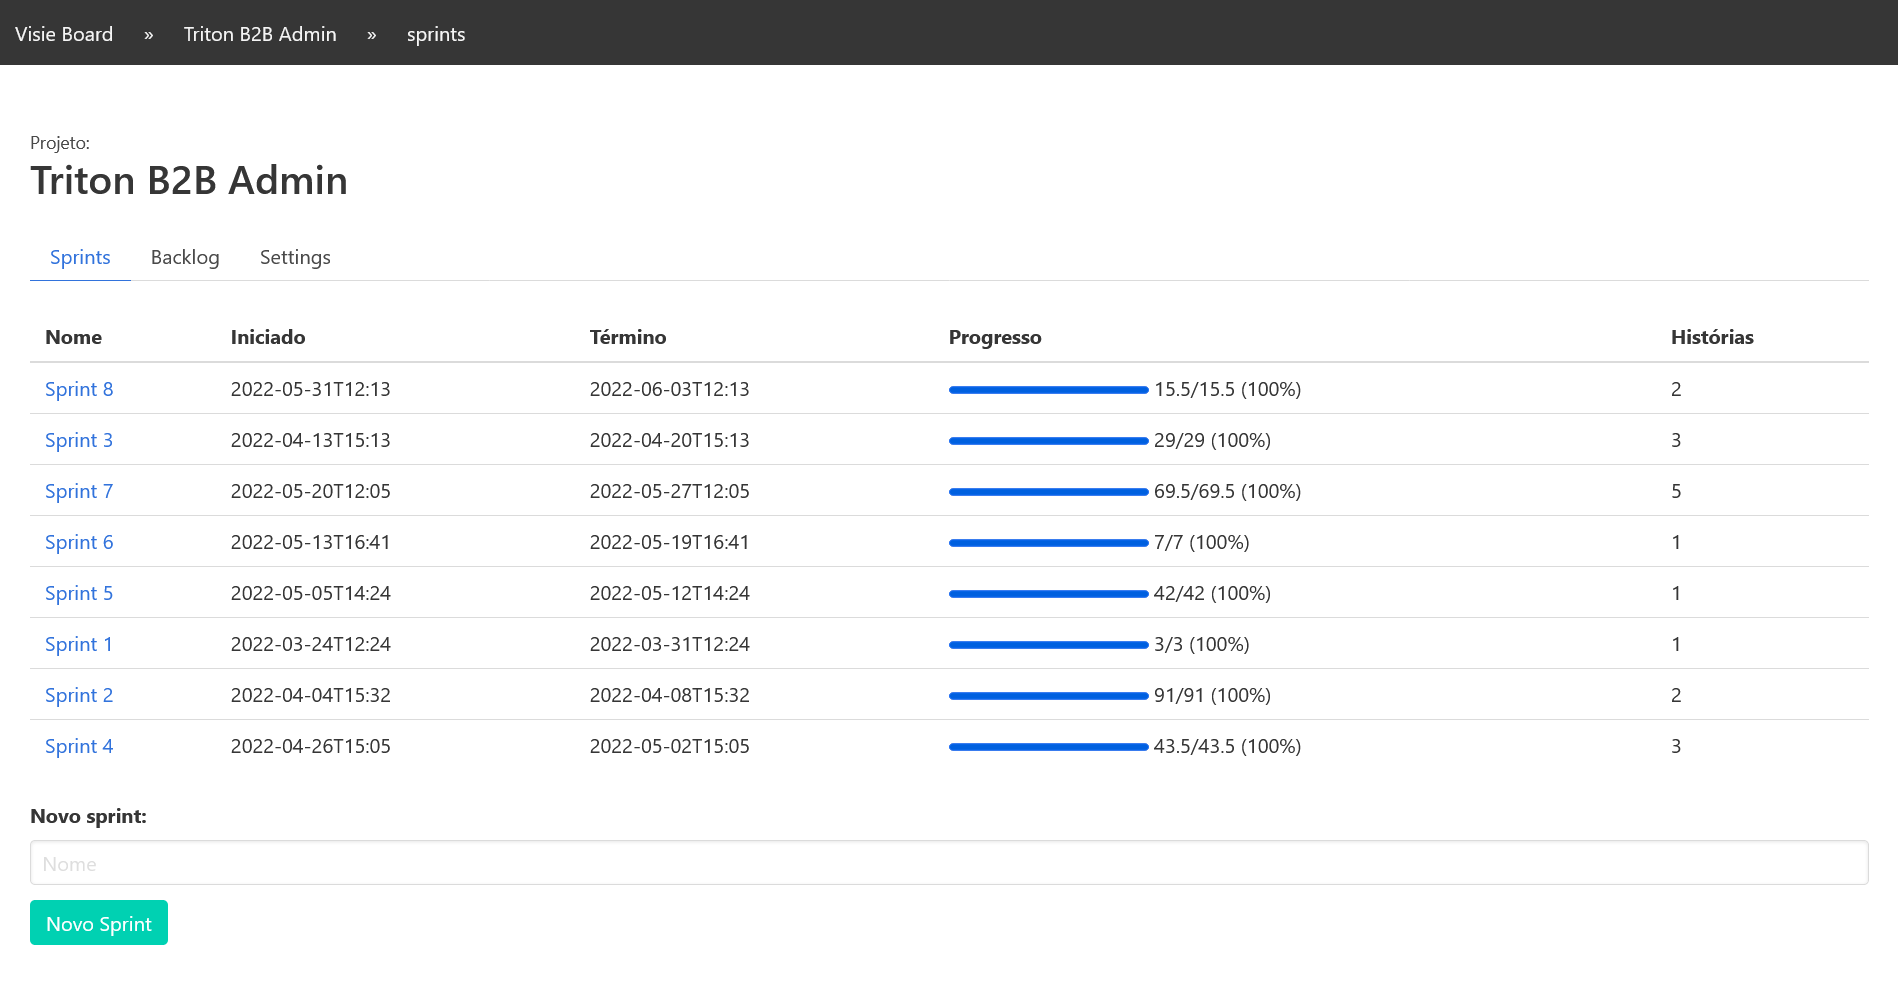 Visie Board » Triton B2B Admin » sprints
Projeto:
Triton B2B Admin
Sprints Backlog Settings
Nome Iniciado Término Progresso Histórias
Sprint 8 2022-05-31T12:13 2022-06-03T12:13 15.5/15.5 (100%) 2
Sprint 3 2022-04-13T15:13 2022-04-20T15:13 29/29 (100%) 3
Sprint 7 2022-05-20T12:05 2022-05-27T12:05 69.5/69.5 (100%) 5
Sprint 6 2022-05-13T16:41 2022-05-19T16:41 7/7 (100%) 1
Sprint 5 2022-05-05T14:24 2022-05-12T14:24 42/42 (100%) 1
Sprint 1 2022-03-24T12:24 2022-03-31T12:24 3/3 (100%) 1
Sprint 2 2022-04-04T15:32 2022-04-08T15:32 91/91 (100%) 2
Sprint 4 2022-04-26T15:05 2022-05-02T15:05 43.5/43.5 (100%) 3
Novo sprint:
Nome
Novo Sprint